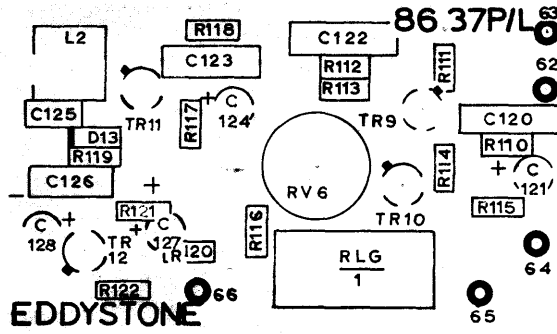 86.37P/L
63
L2
R118
C122
C123
R111
R112
62
R113
C125
C
124
R117
TR11
TR9
C120
D13
R110
R119
R114
C
121
C126
RV6
R121
R115
C
128
TR
12
C
127
R116
TR10
RLG
1
64
R122
66
65
EDDYSTONE